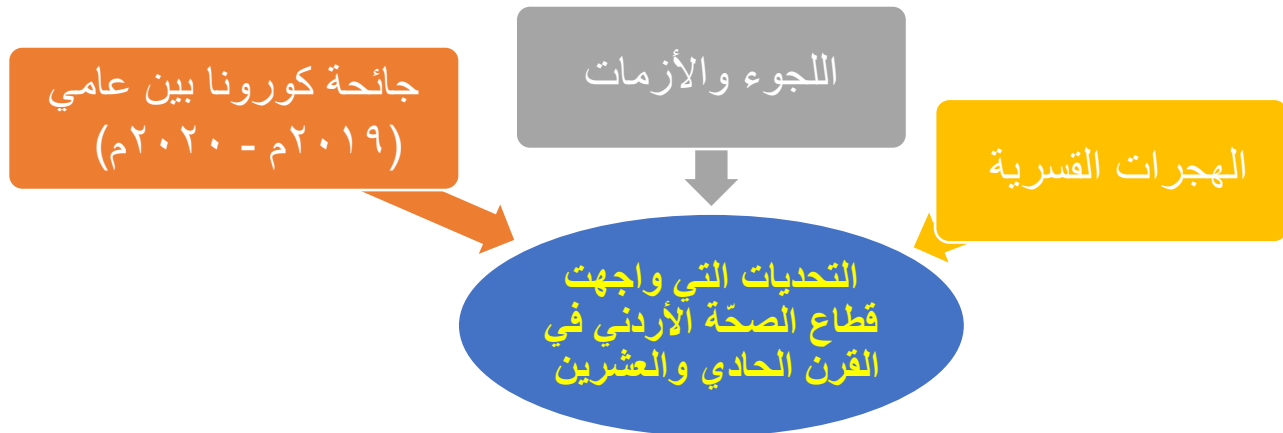 الهجرات القسرية
اللجوء والأزمات
جائحة كورونا بين عامي
(٢٠١٩م - ٢٠٢٠م)
التحديات التي واجهت
قطاع الصحّة الأردني في
القرن الحادي والعشرين